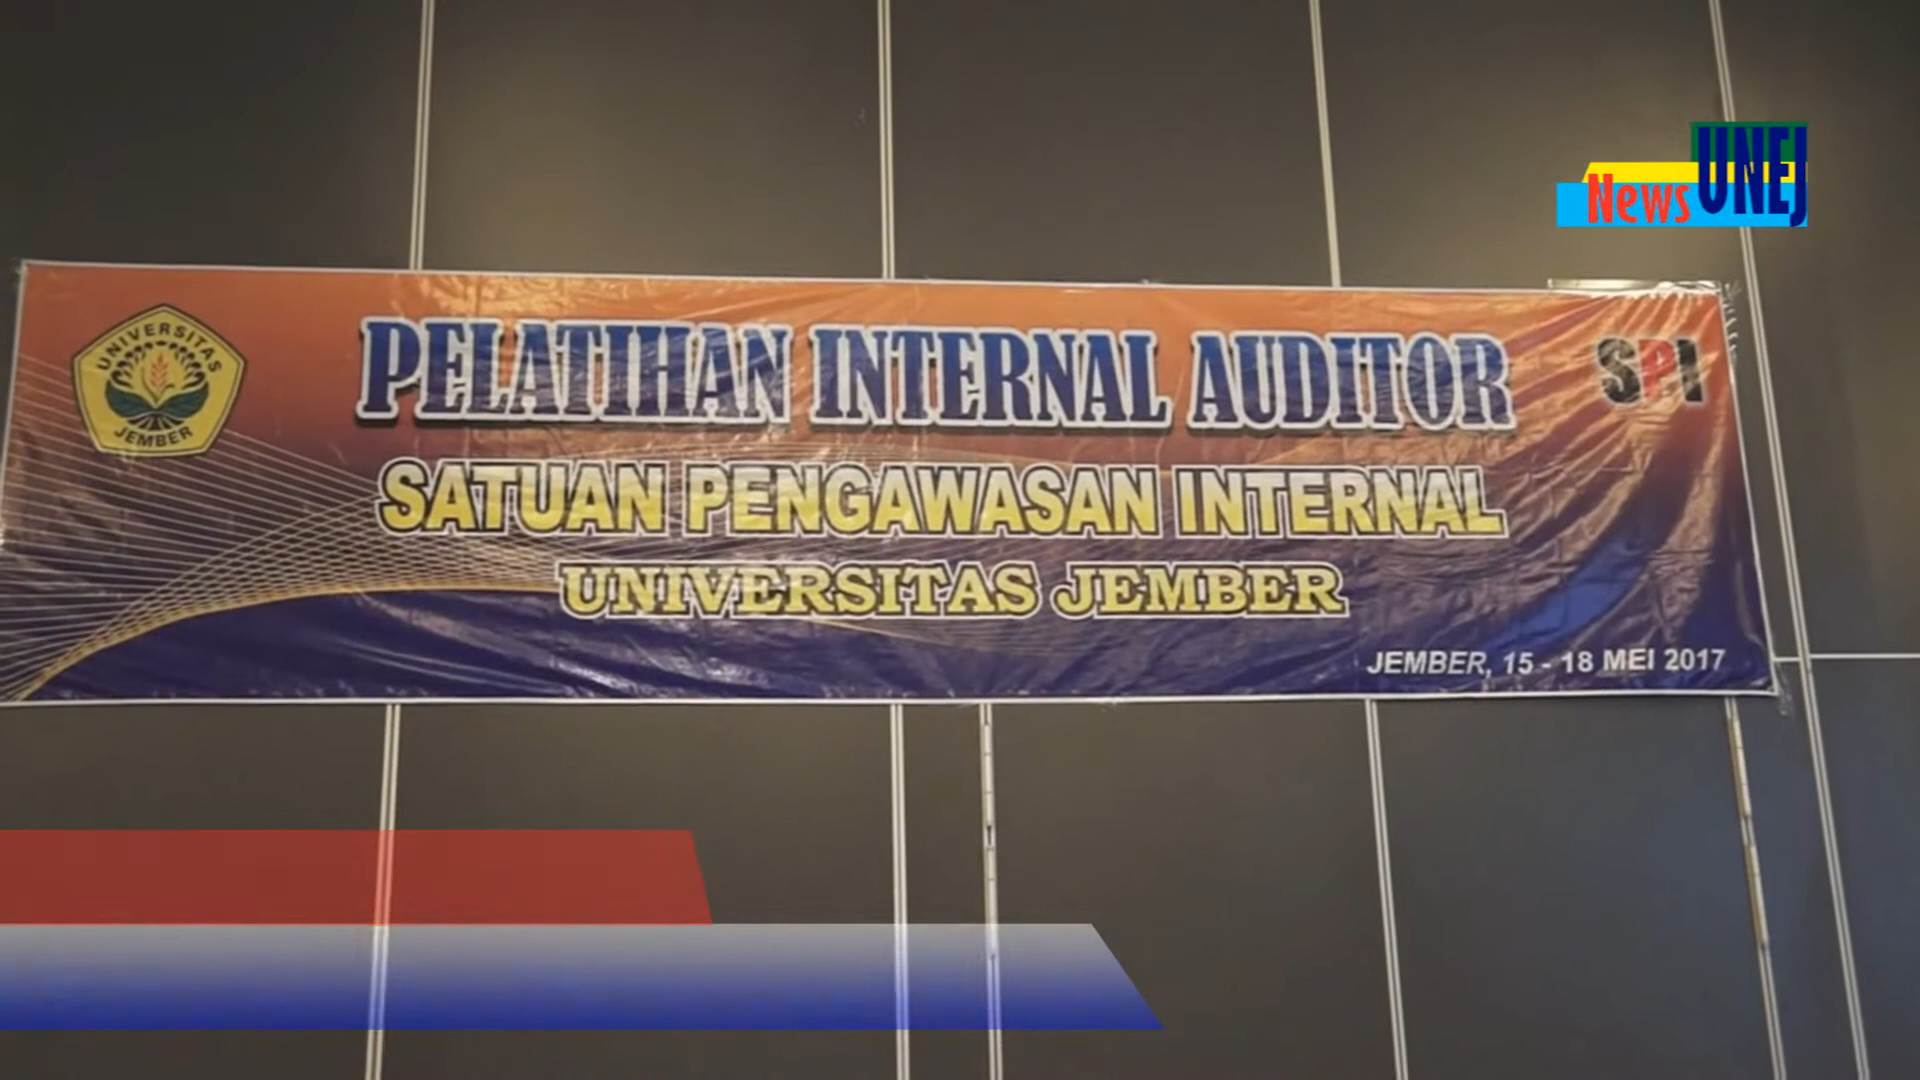 News UNEJ
UNIVERSITAS
JEMBER
PELATIHAN INTERNAL AUDITOR
SPI
SATUAN PENGAWASAN INTERNAL
UNIVERSITAS JEMBER
JEMBER, 15 - 18 MEI 2017